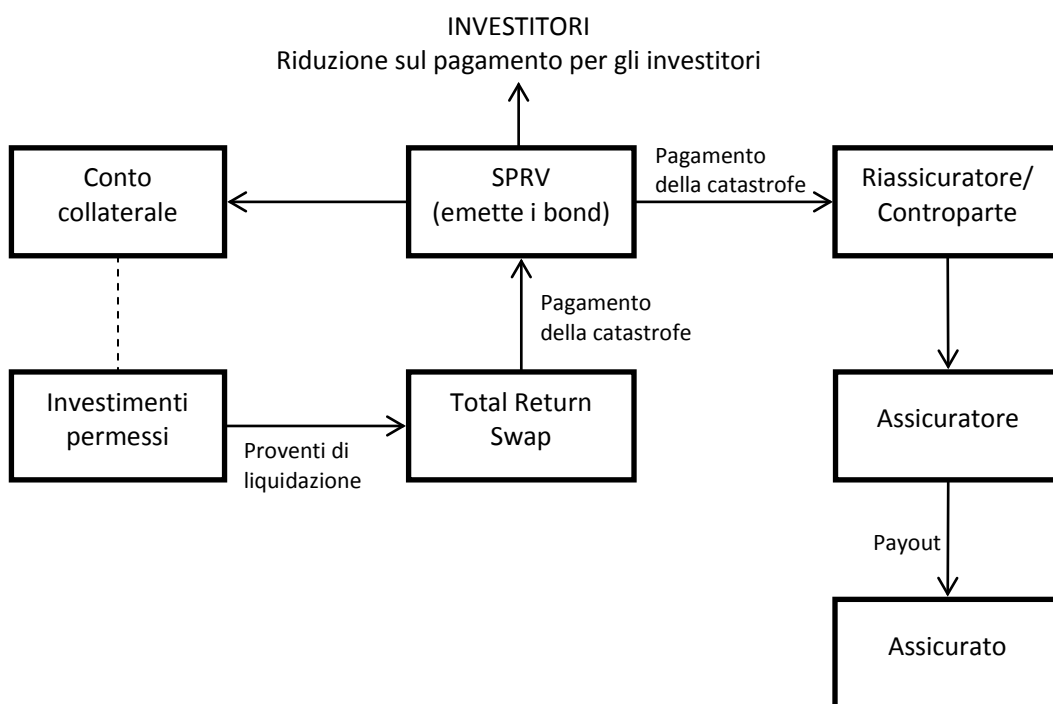 INVESTITORI
Riduzione sul pagamento per gli investitori
Conto
collaterale
SPRV
(emette i bond)
Pagamento
della catastrofe
Riassicuratore/
Controparte
Pagamento
della catastrofe
Investimenti
permessi
Proventi di
liquidazione
Total Return
Swap
Assicuratore
Payout
Assicurato